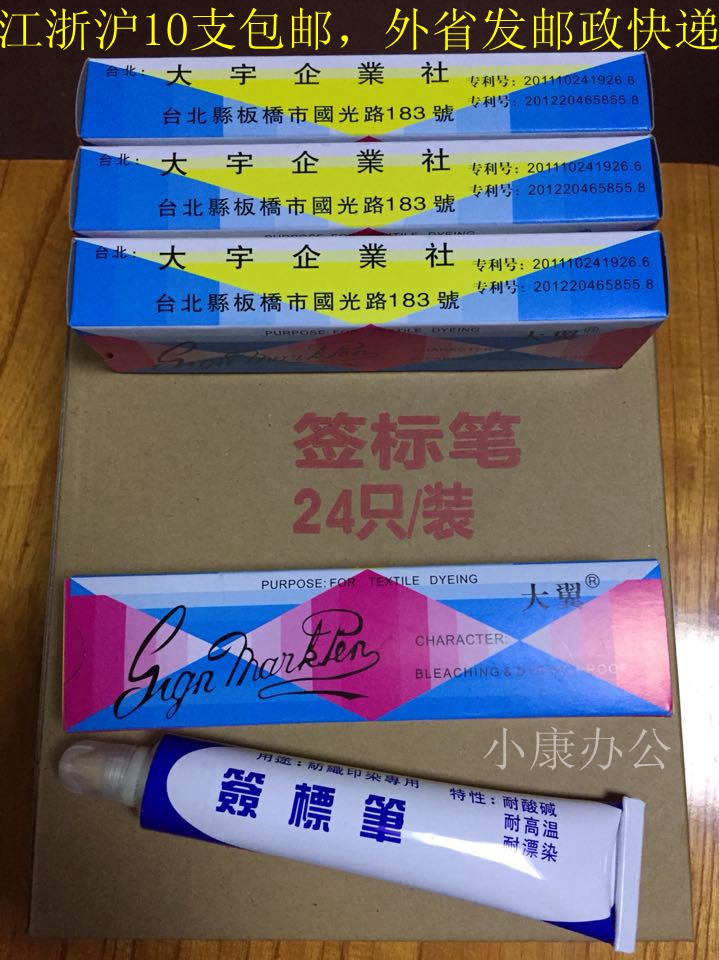 江浙沪10支包邮，外省发邮政快递
台北：大宇企業社 专利号：201110241926.6
台北縣板橋市國光路183號 专利号：201220465855.8
台北：大宇企業社 专利号：201110241926.6
台北縣板橋市國光路183號 专利号：201220465855.8
PURPOSE: FOR TEXTILE DYEING
台北：大宇企業社 专利号：201110241926.6
台北縣板橋市國光路183號 专利号：201220465855.8
PURPOSE: FOR TEXTILE DYEING 大翼®
Sign Mark Pen CHARACTER:
签标笔
24只/装
PURPOSE: FOR TEXTILE DYEING
大翼®
Sign Mark Pen CHARACTER:
BLEACHING & DYEING PROOF
小康办公
用途：紡織印染專用
簽標筆
特性：耐酸碱
耐高温
耐漂染